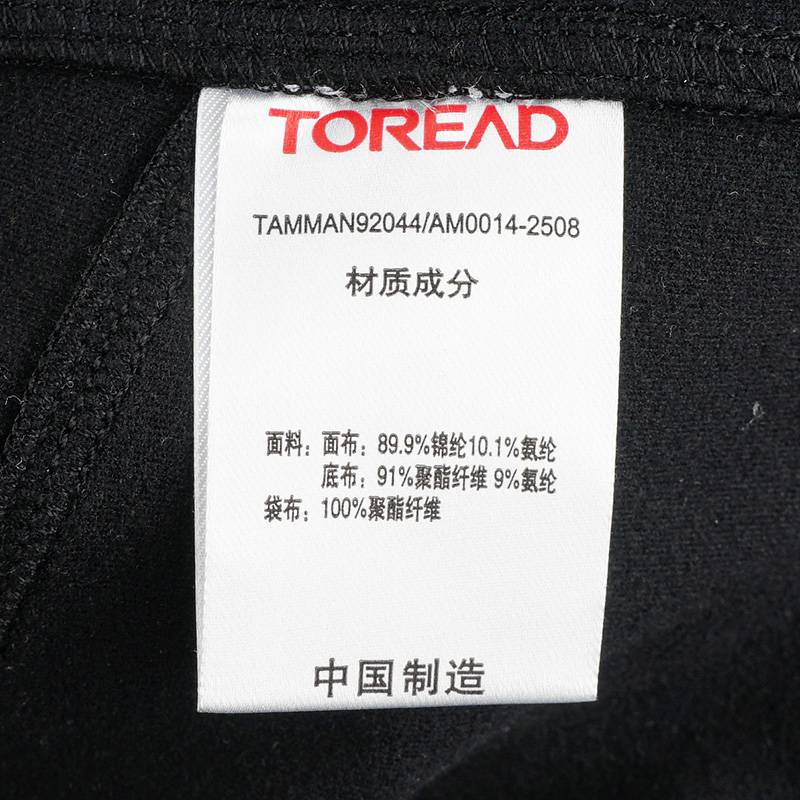 TOREAD
TAMMAN92044/AM0014-2508
材质成分
面料：面布：89.9%锦纶10.1%氨纶
底布：91%聚酯纤维 9%氨纶
袋布：100%聚酯纤维
中国制造